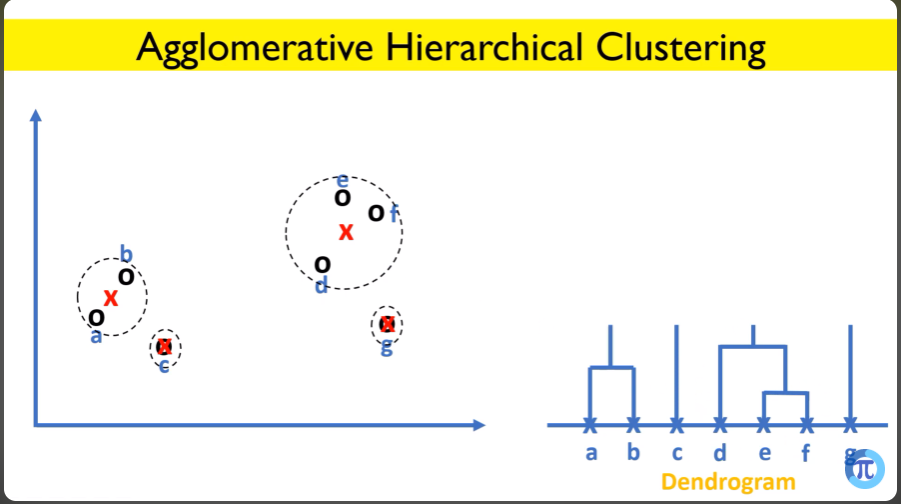 Agglomerative Hierarchical Clustering
e
f
b
d
a
c
g
a b c d e f g
Dendrogram
π